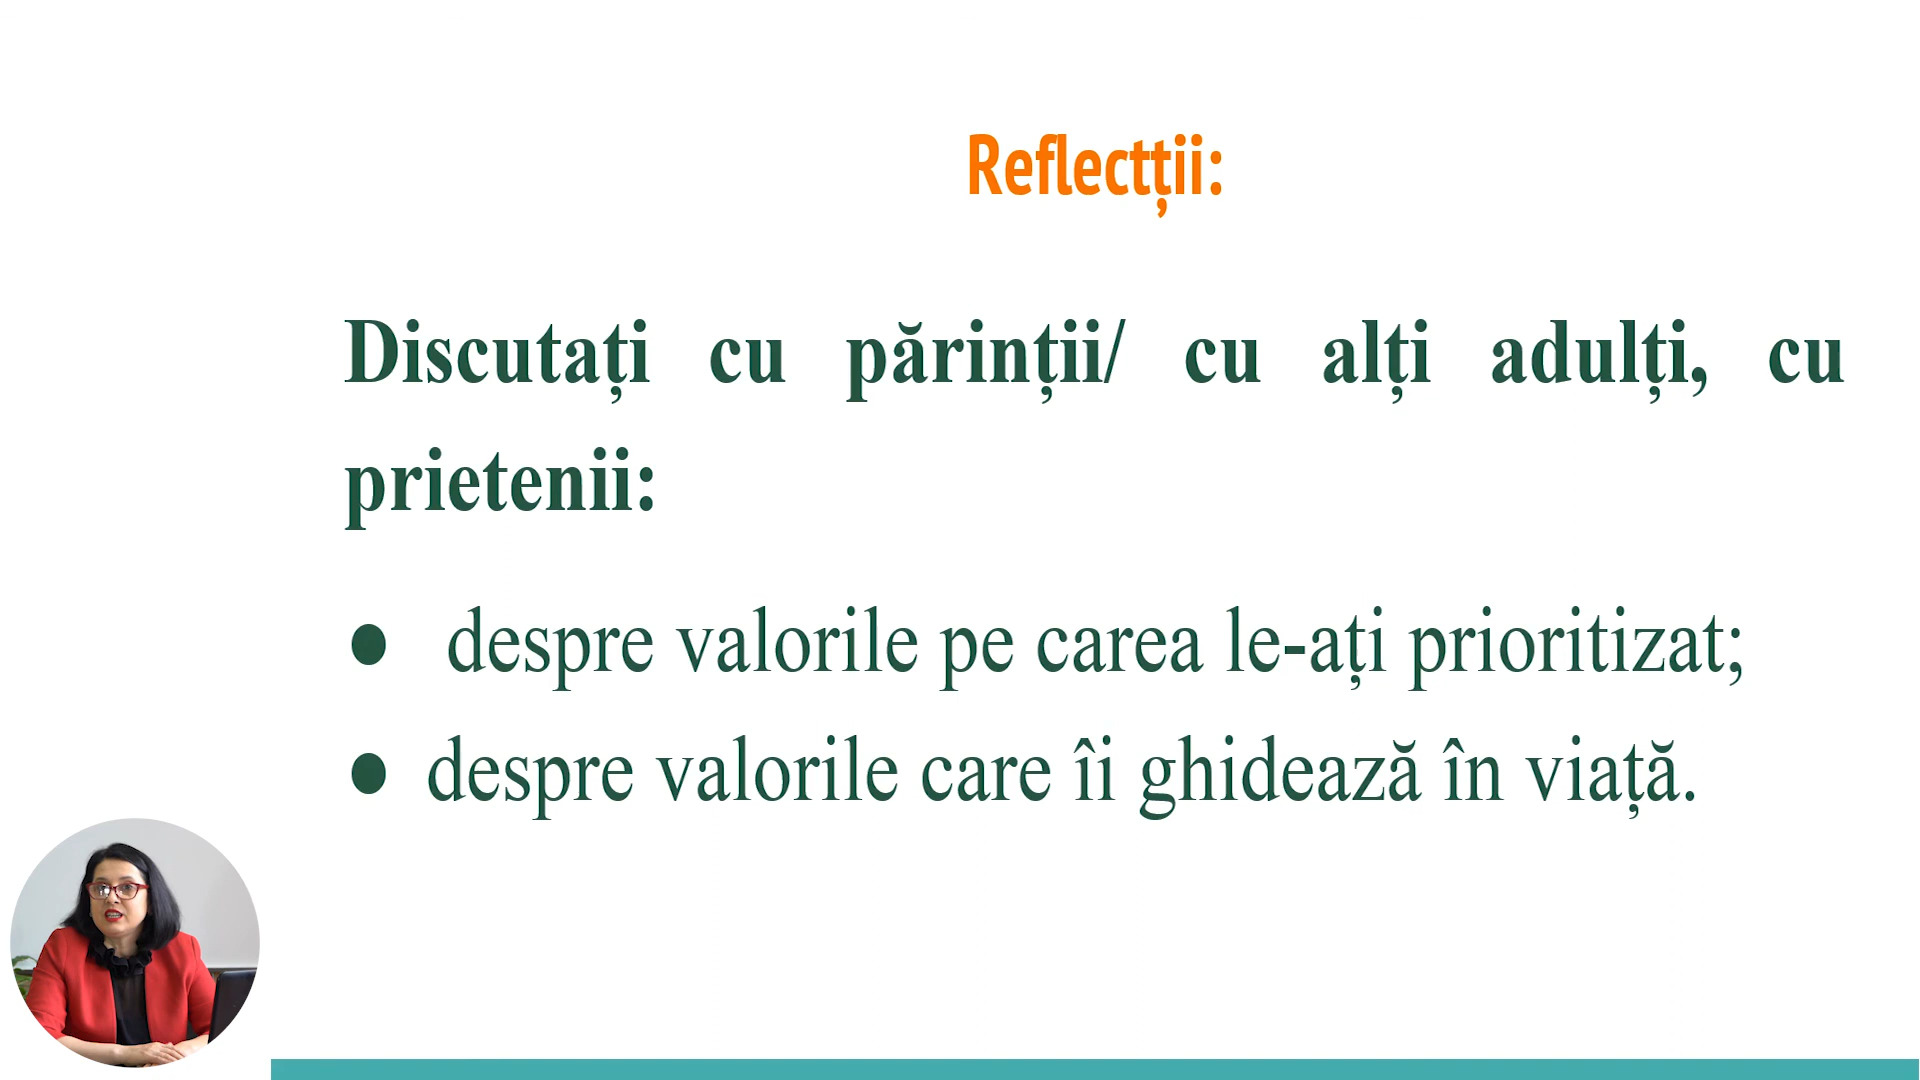 Reflectții:
Discutați cu părinții/ cu alți adulți, cu
prietenii:
● despre valorile pe carea le-ați prioritizat;
● despre valorile care îi ghidează în viață.